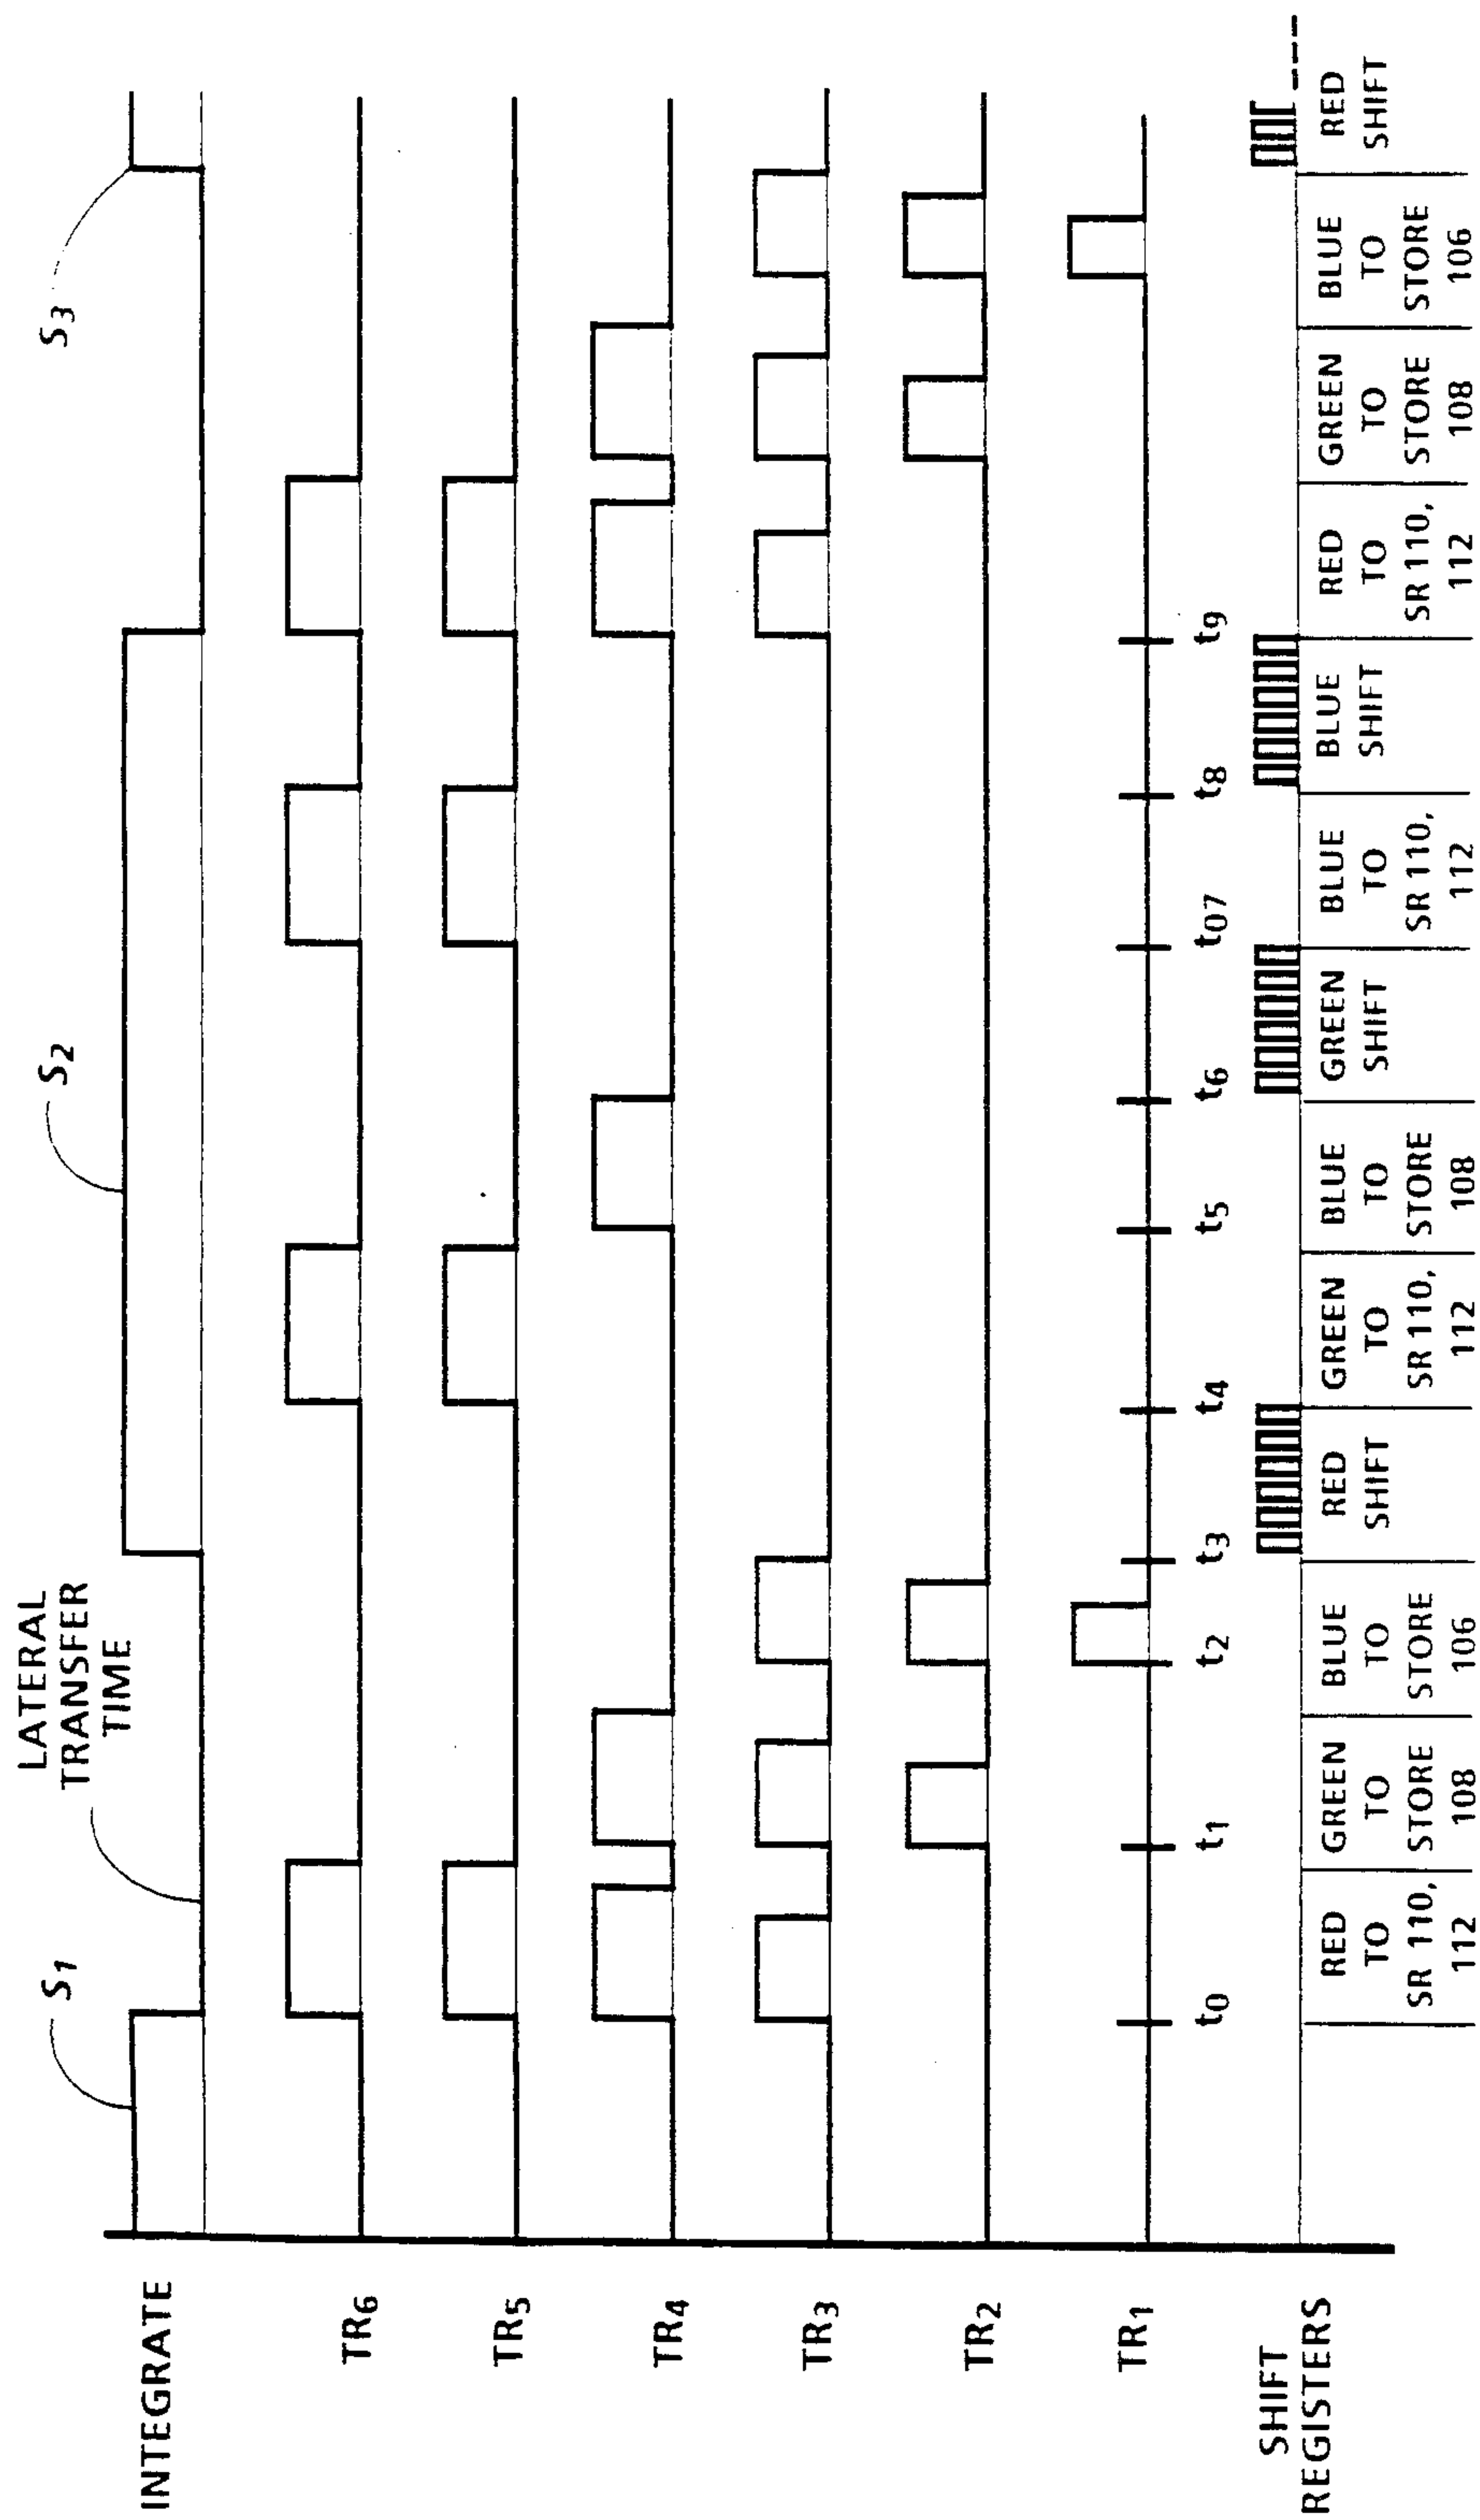 S1
LATERAL
TRANSFER
TIME
S2
S3
INTEGRATE
TR6
TR5
TR4
TR3
TR2
TR1
t0
t1
t2
t3
t4
t5
t6
t07
t8
t9
SHIFT
REGISTERS
RED
TO
SR 110,
112
GREEN
TO
STORE
108
BLUE
TO
STORE
106
RED
SHIFT
GREEN
TO
SR 110,
112
BLUE
TO
STORE
108
GREEN
SHIFT
BLUE
TO
SR 110,
112
BLUE
SHIFT
RED
TO
SR 110,
112
GREEN
TO
STORE
108
BLUE
TO
STORE
106
RED
SHIFT